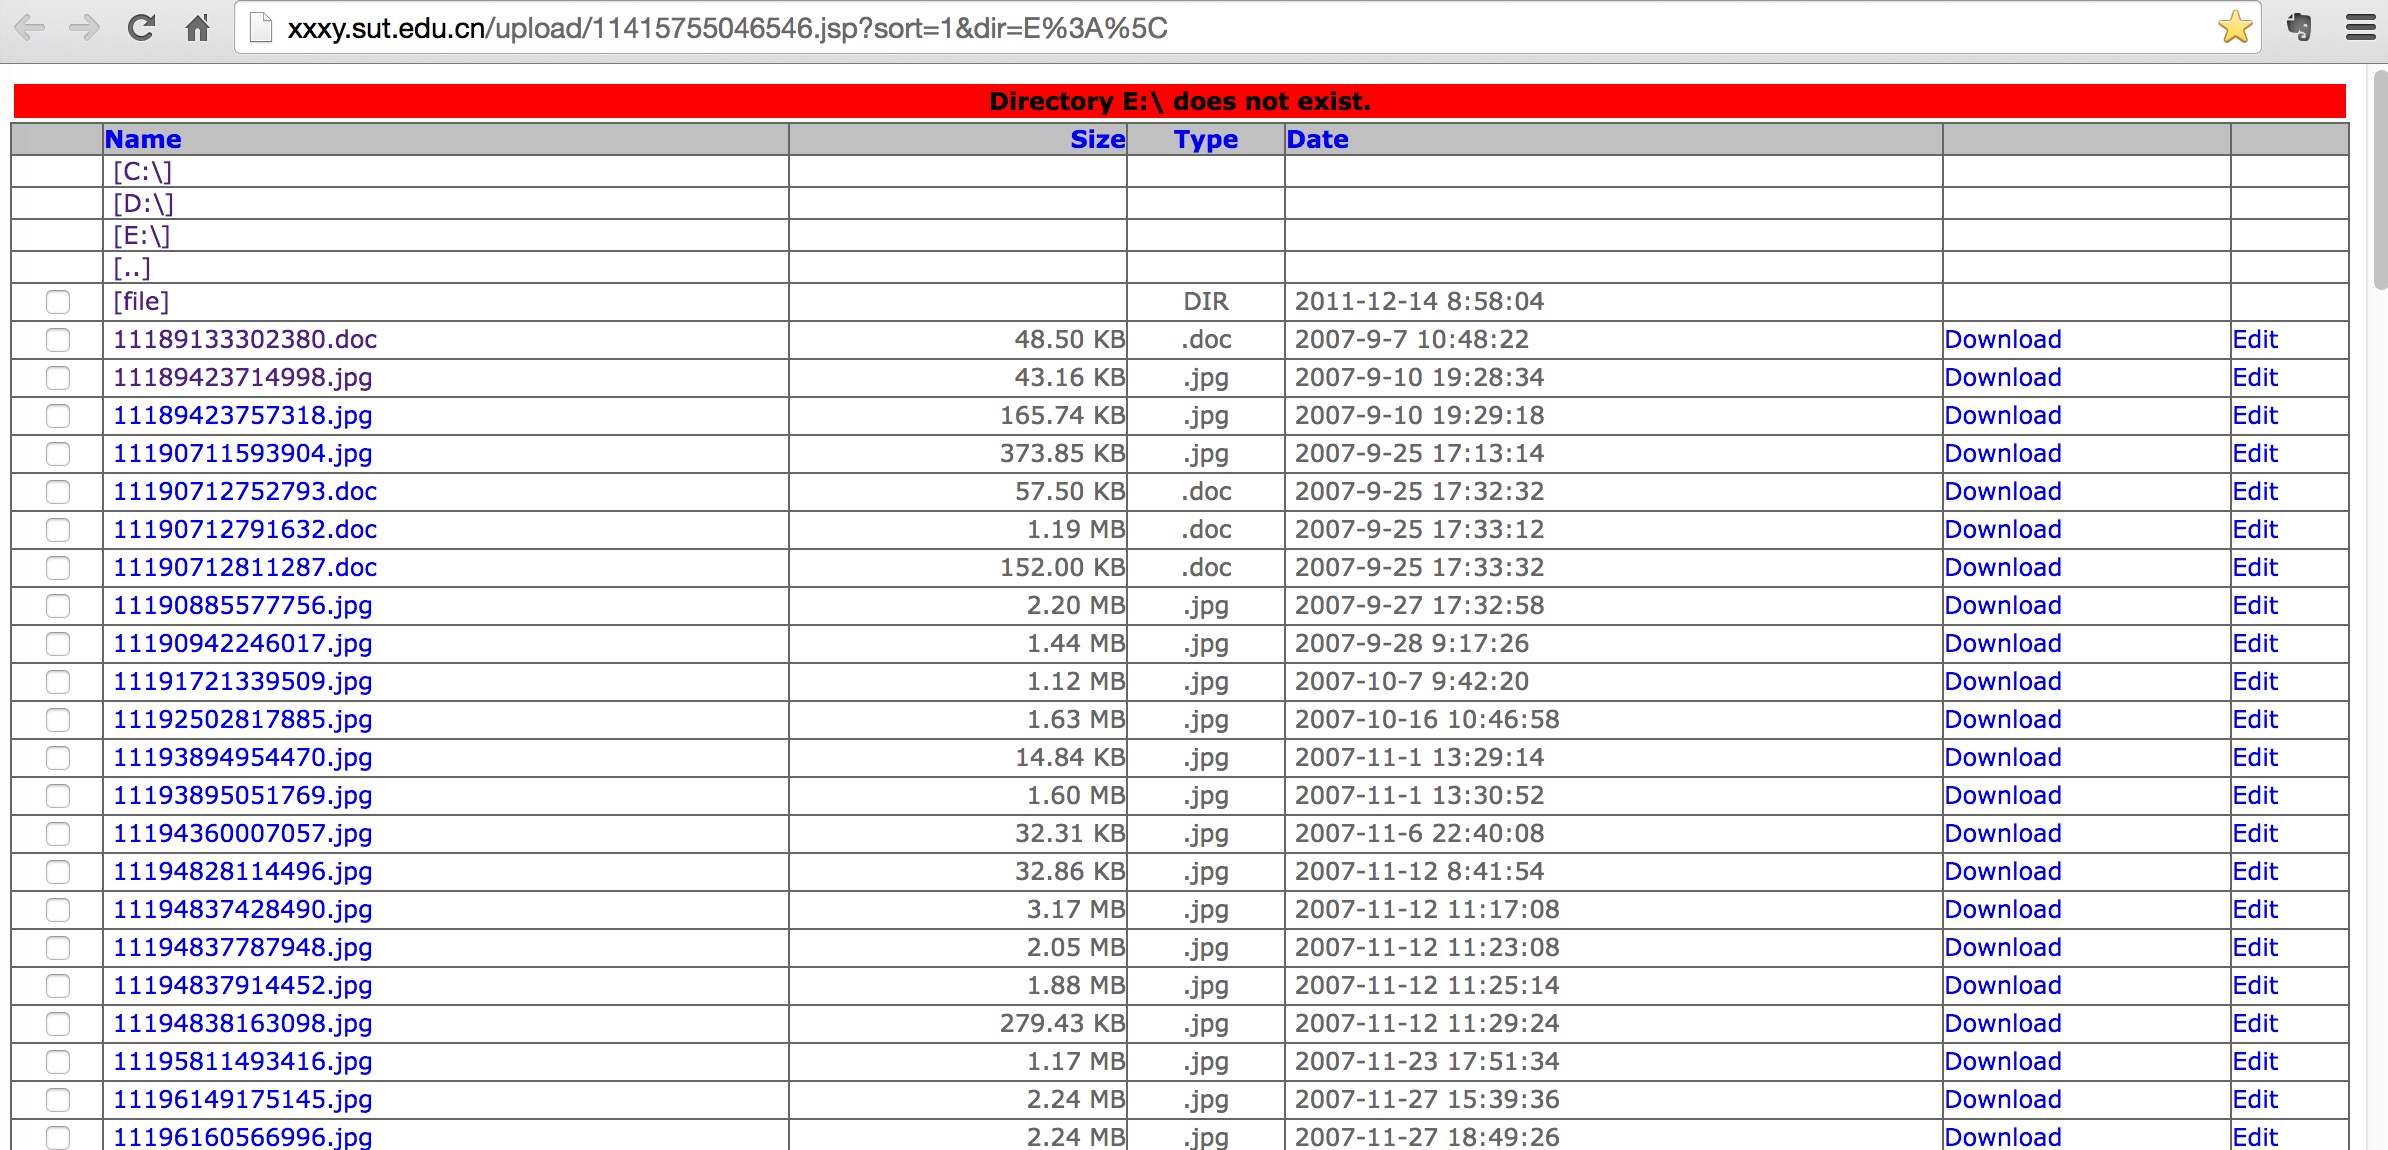 xxxy.sut.edu.cn/upload/11415755046546.jsp?sort=1&dir=E%3A%5C
Directory E:\ does not exist.
Name Size Type Date
[C:\]
[D:\]
[E:\]
[..]
[file] DIR 2011-12-14 8:58:04
11189133302380.doc 48.50 KB .doc 2007-9-7 10:48:22 Download Edit
11189423714998.jpg 43.16 KB .jpg 2007-9-10 19:28:34 Download Edit
11189423757318.jpg 165.74 KB .jpg 2007-9-10 19:29:18 Download Edit
11190711593904.jpg 373.85 KB .jpg 2007-9-25 17:13:14 Download Edit
11190712752793.doc 57.50 KB .doc 2007-9-25 17:32:32 Download Edit
11190712791632.doc 1.19 MB .doc 2007-9-25 17:33:12 Download Edit
11190712811287.doc 152.00 KB .doc 2007-9-25 17:33:32 Download Edit
11190885577756.jpg 2.20 MB .jpg 2007-9-27 17:32:58 Download Edit
11190942246017.jpg 1.44 MB .jpg 2007-9-28 9:17:26 Download Edit
11191721339509.jpg 1.12 MB .jpg 2007-10-7 9:42:20 Download Edit
11192502817885.jpg 1.63 MB .jpg 2007-10-16 10:46:58 Download Edit
11193894954470.jpg 14.84 KB .jpg 2007-11-1 13:29:14 Download Edit
11193895051769.jpg 1.60 MB .jpg 2007-11-1 13:30:52 Download Edit
11194360007057.jpg 32.31 KB .jpg 2007-11-6 22:40:08 Download Edit
11194828114496.jpg 32.86 KB .jpg 2007-11-12 8:41:54 Download Edit
11194837428490.jpg 3.17 MB .jpg 2007-11-12 11:17:08 Download Edit
11194837787948.jpg 2.05 MB .jpg 2007-11-12 11:23:08 Download Edit
11194837914452.jpg 1.88 MB .jpg 2007-11-12 11:25:14 Download Edit
11194838163098.jpg 279.43 KB .jpg 2007-11-12 11:29:24 Download Edit
11195811493416.jpg 1.17 MB .jpg 2007-11-23 17:51:34 Download Edit
11196149175145.jpg 2.24 MB .jpg 2007-11-27 15:39:36 Download Edit
11196160566996.jpg 2.24 MB .jpg 2007-11-27 18:49:26 Download Edit